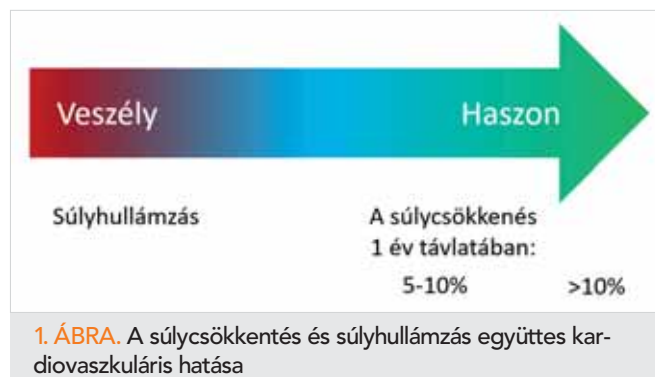 Veszély Haszon
Súlyhullámzás
A súlycsökkenés
1 év távlatában:
5-10% >10%
1. ÁBRA. A súlycsökkentés és súlyhullámzás együttes kar-
diovaszkuláris hatása